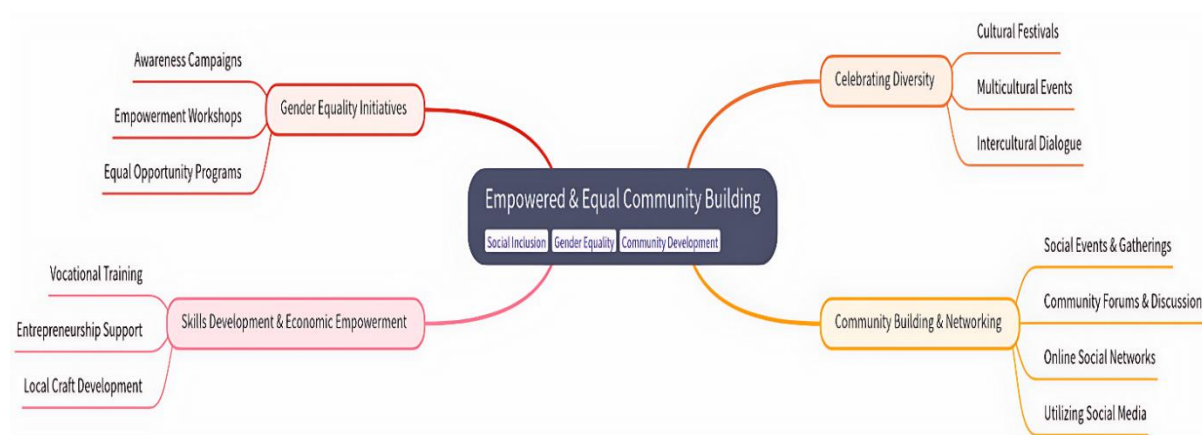 Empowered & Equal Community Building
Social Inclusion Gender Equality Community Development
Gender Equality Initiatives
Awareness Campaigns
Empowerment Workshops
Equal Opportunity Programs
Skills Development & Economic Empowerment
Vocational Training
Entrepreneurship Support
Local Craft Development
Celebrating Diversity
Cultural Festivals
Multicultural Events
Intercultural Dialogue
Community Building & Networking
Social Events & Gatherings
Community Forums & Discussion
Online Social Networks
Utilizing Social Media